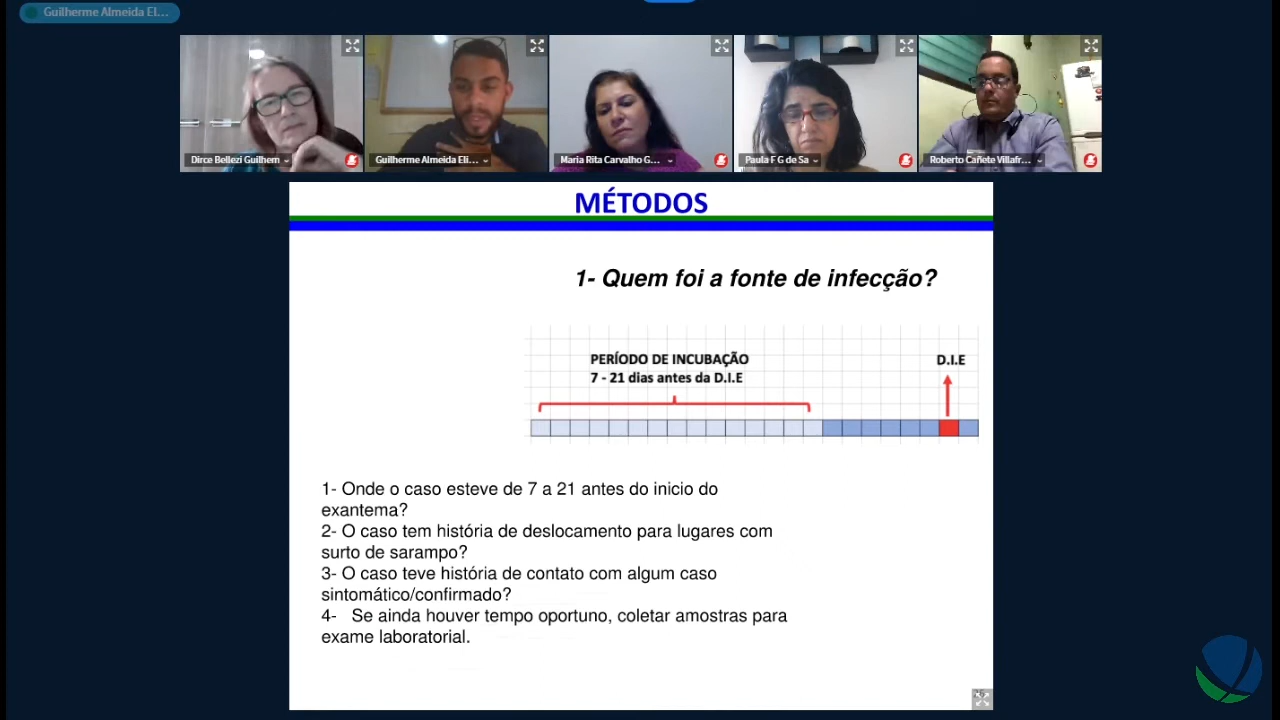 Guilherme Almeida El...
Dirce Bellezi Guilhem
Guilherme Almeida Eli...
Maria Rita Carvalho G...
Paula F G de Sa
Roberto Cañete Villafr...
MÉTODOS
1- Quem foi a fonte de infecção?
PERÍODO DE INCUBAÇÃO
7 - 21 dias antes da D.I.E
D.I.E
1- Onde o caso esteve de 7 a 21 antes do inicio do
exantema?
2- O caso tem história de deslocamento para lugares com
surto de sarampo?
3- O caso teve história de contato com algum caso
sintomático/confirmado?
4- Se ainda houver tempo oportuno, coletar amostras para
exame laboratorial.